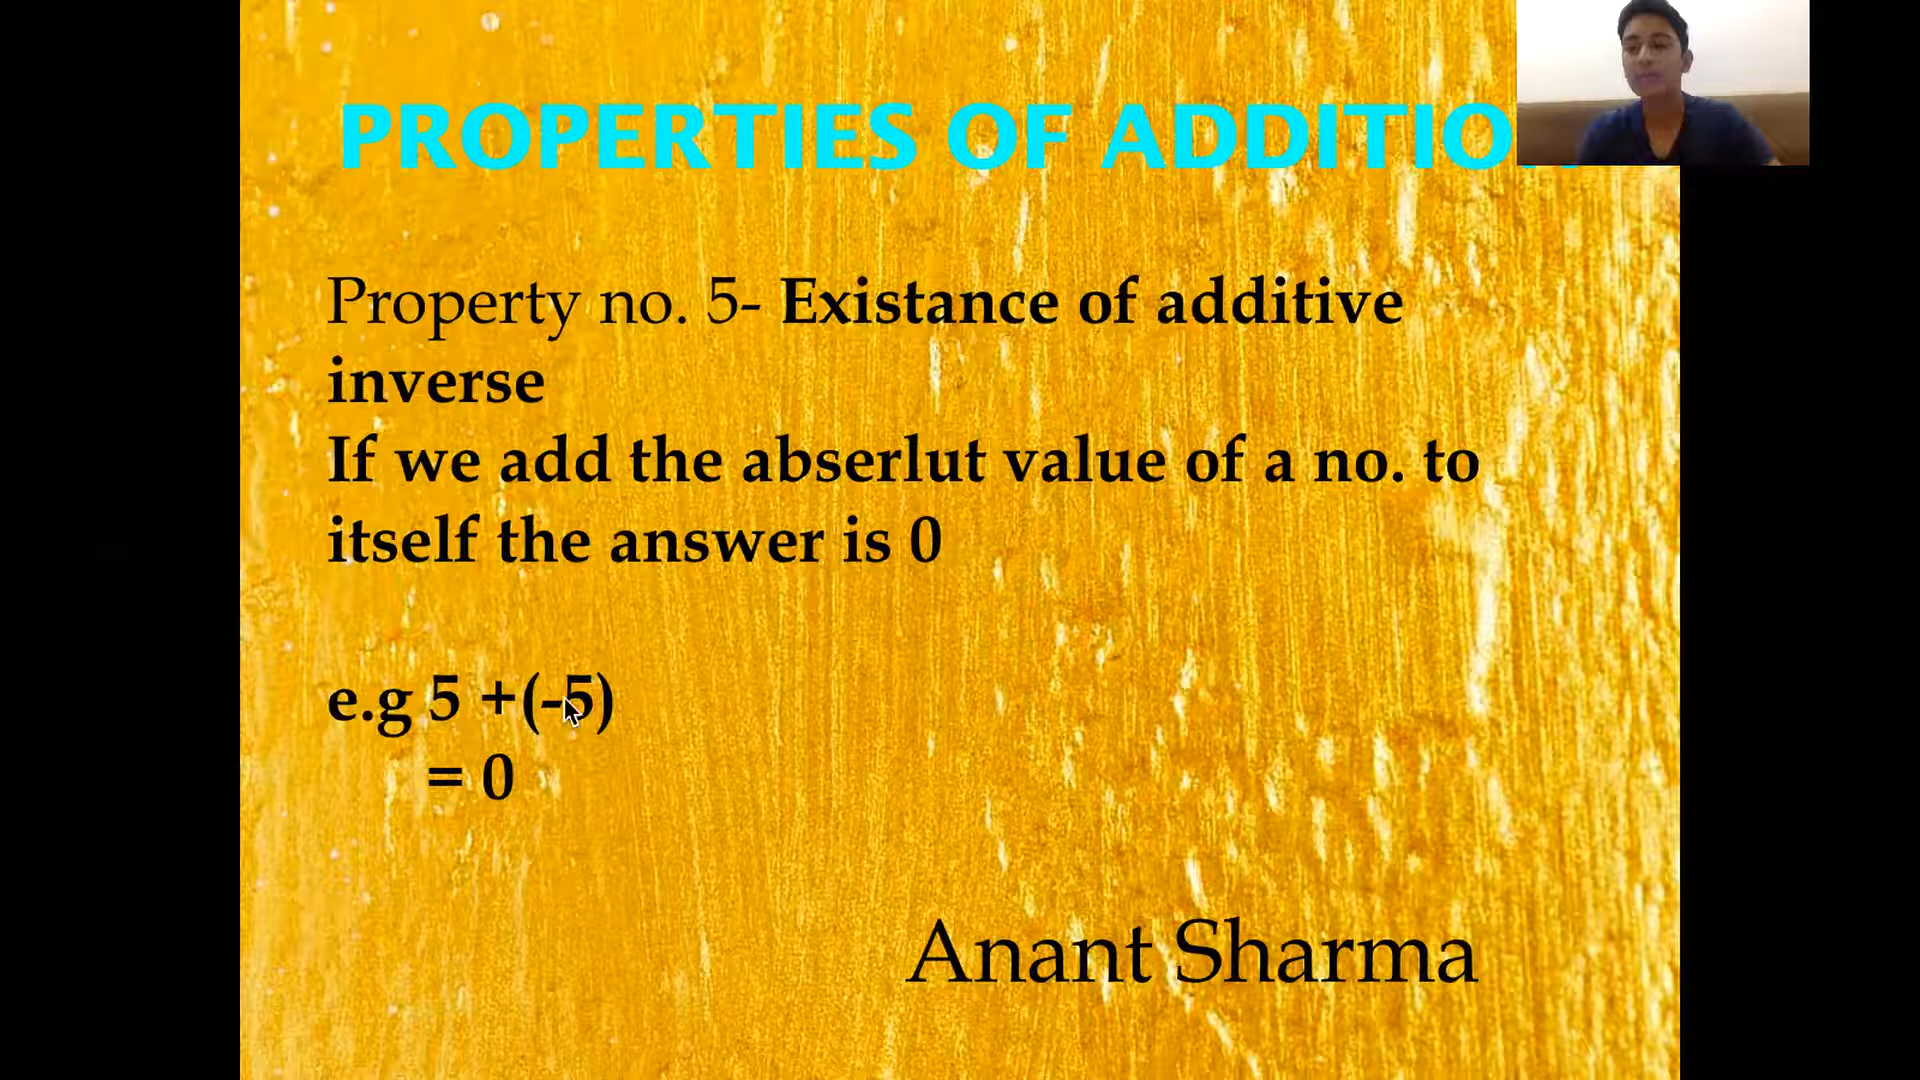 PROPERTIES OF ADDITION
Property no. 5- Existance of additive
inverse
If we add the abserlut value of a no. to
itself the answer is 0
e.g 5 +(-5)
= 0
Anant Sharma